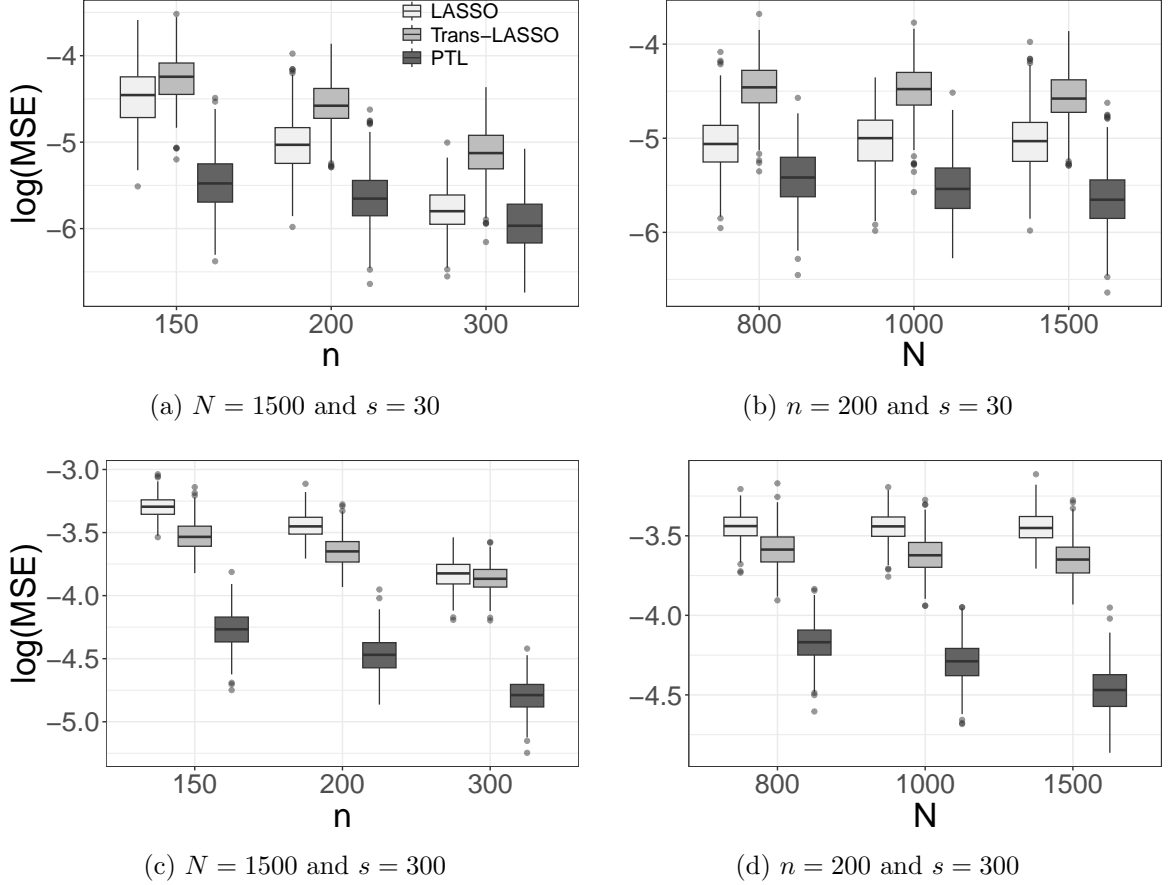 LASSO
Trans−LASSO
PTL
−4
−5
−6
log(MSE)
150
200
300
n
(a) N = 1500 and s = 30
−4
−5
−6
800
1000
1500
N
(b) n = 200 and s = 30
−3.0
−3.5
−4.0
−4.5
−5.0
log(MSE)
150
200
300
n
(c) N = 1500 and s = 300
−3.5
−4.0
−4.5
800
1000
1500
N
(d) n = 200 and s = 300